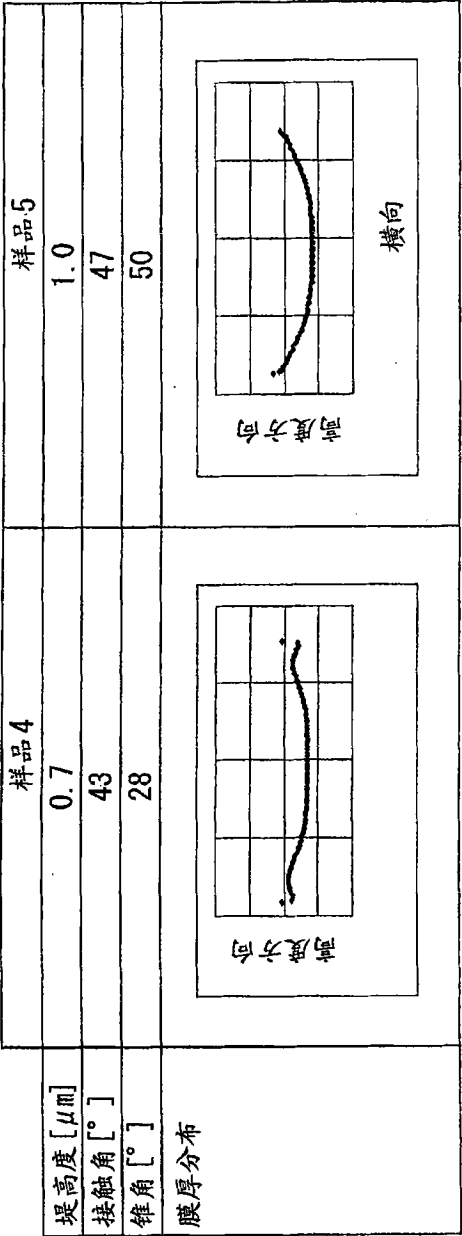 样品4 样品5
堤高度[μm] 0.7 1.0
接触角[°] 43 47
锥角[°] 28 50
膜厚分布
高度方向
高度方向
横向